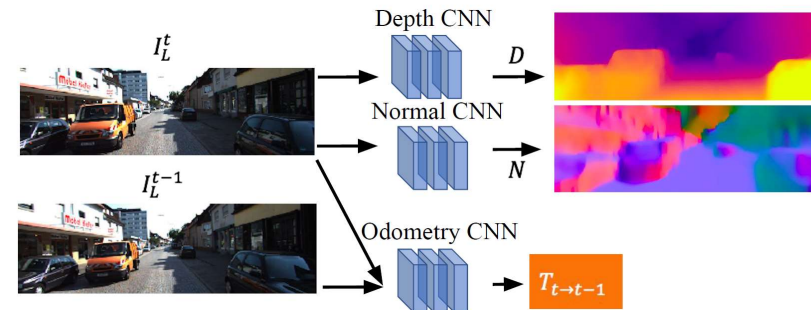 Depth CNN
I_L^t
D
Normal CNN
N
I_L^{t-1}
Odometry CNN
T_{t→t-1}